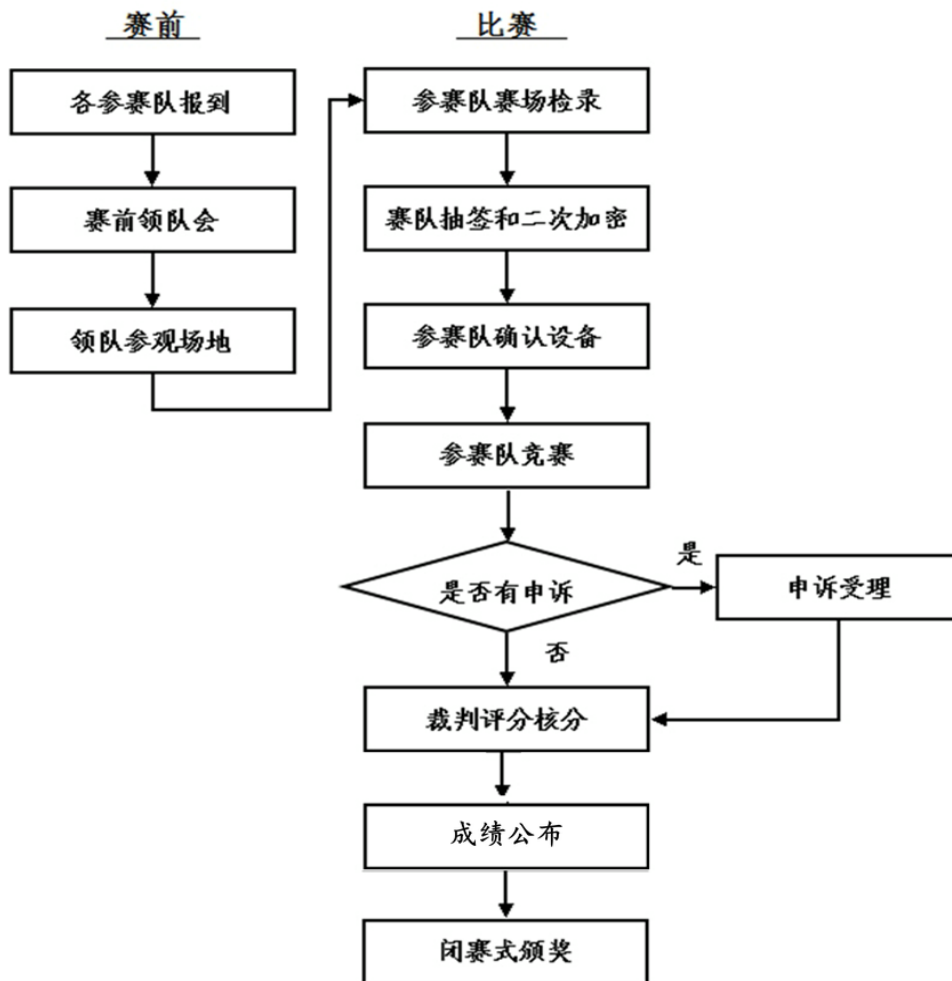 赛前
各参赛队报到
赛前领队会
领队参观场地
比赛
参赛队赛场检录
赛队抽签和二次加密
参赛队确认设备
参赛队竞赛
是否有申诉
是
申诉受理
否
裁判评分核分
成绩公布
闭赛式颁奖